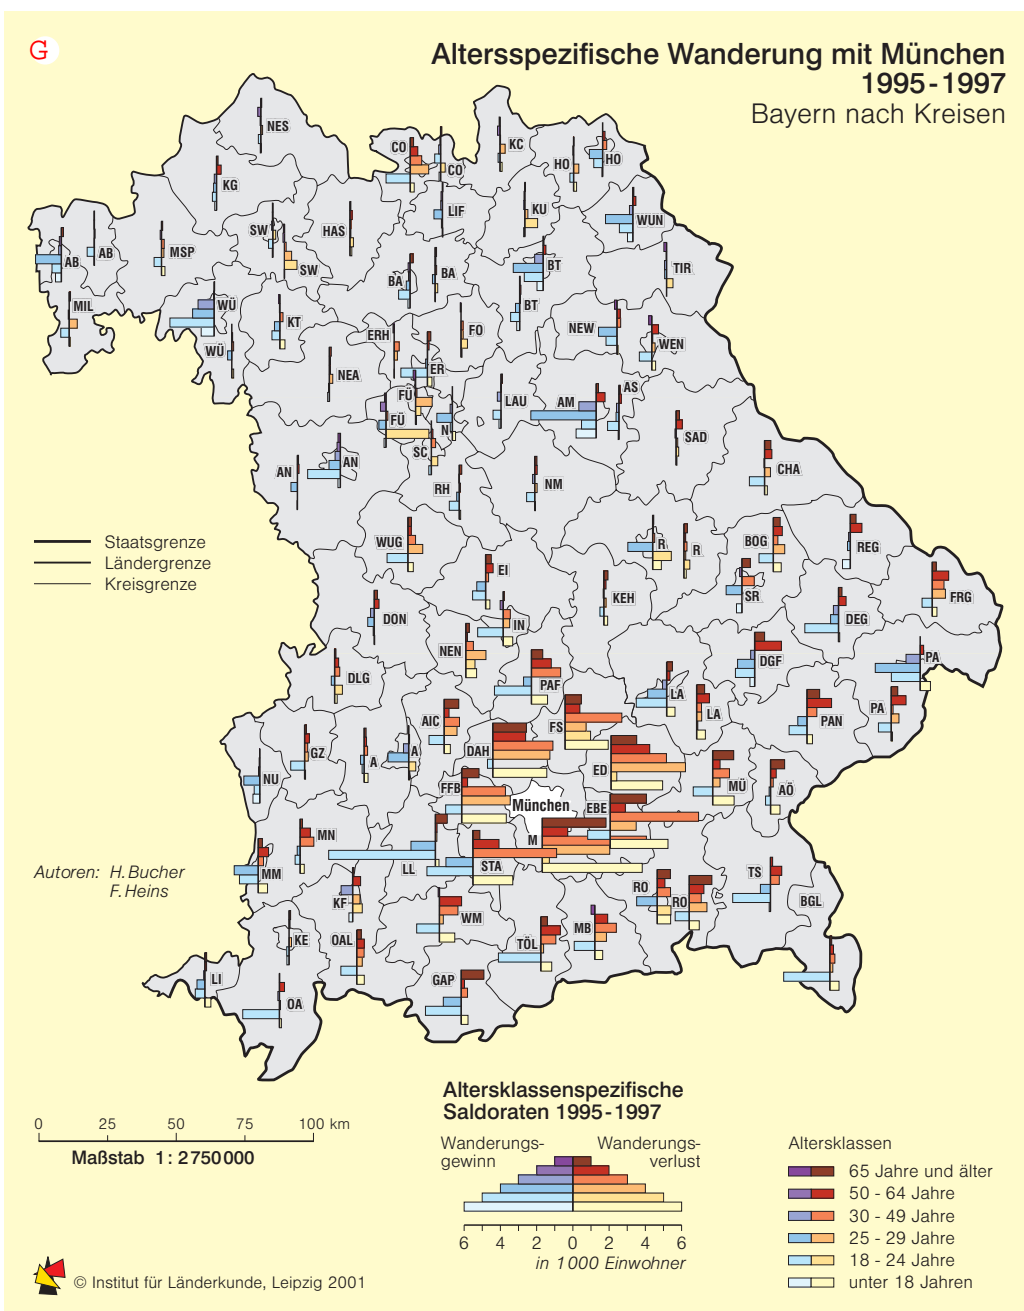 G
Altersspezifische Wanderung mit München
1995-1997
Bayern nach Kreisen
NES
CO
CO
KC
HO
HO
KG
LIF
KU
WUN
SW
HAS
AB
AB
MSP
SW
BA
BA
BT
TIR
MIL
WÜ
KT
BT
ERH
FO
NEW
WEN
WÜ
NEA
ER
FÜ
LAU
AM
AS
FÜ
N
SC
SAD
AN
AN
RH
NM
CHA
Staatsgrenze
Ländergrenze
Kreisgrenze
WUG
R
R
BOG
REG
EI
KEH
SR
FRG
DON
IN
DEG
NEN
DLG
PAF
DGF
PA
LA
LA
AIC
FS
PAN
PA
GZ
A
A
DAH
ED
NU
FFB
München
EBE
MÜ
AÖ
MN
M
Autoren: H. Bucher
F. Heins
MM
LL
STA
TS
KF
RO
RO
BGL
WM
KE
OAL
TÖL
MB
LI
OA
GAP
Altersklassenspezifische
Saldoraten 1995-1997
0 25 50 75 100 km
Maßstab 1 : 2750000
Wanderungs-
gewinn
Wanderungs-
verlust
6 4 2 0 2 4 6
in 1000 Einwohner
Altersklassen
65 Jahre und älter
50 - 64 Jahre
30 - 49 Jahre
25 - 29 Jahre
18 - 24 Jahre
unter 18 Jahren
© Institut für Länderkunde, Leipzig 2001